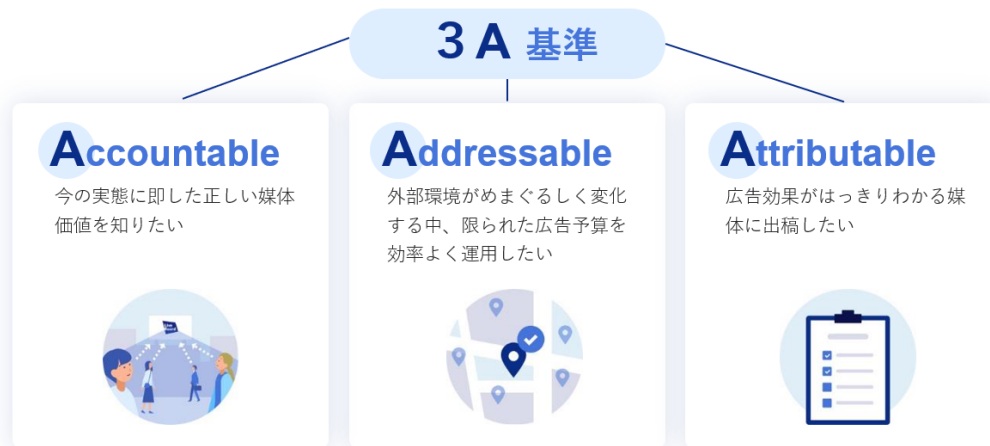 3A 基準
Accountable
今の実態に即した正しい媒体
価値を知りたい
Addressable
外部環境がめまぐるしく変化
する中、限られた広告予算を
効率よく運用したい
Attributable
広告効果がはっきりわかる媒
体に出稿したい